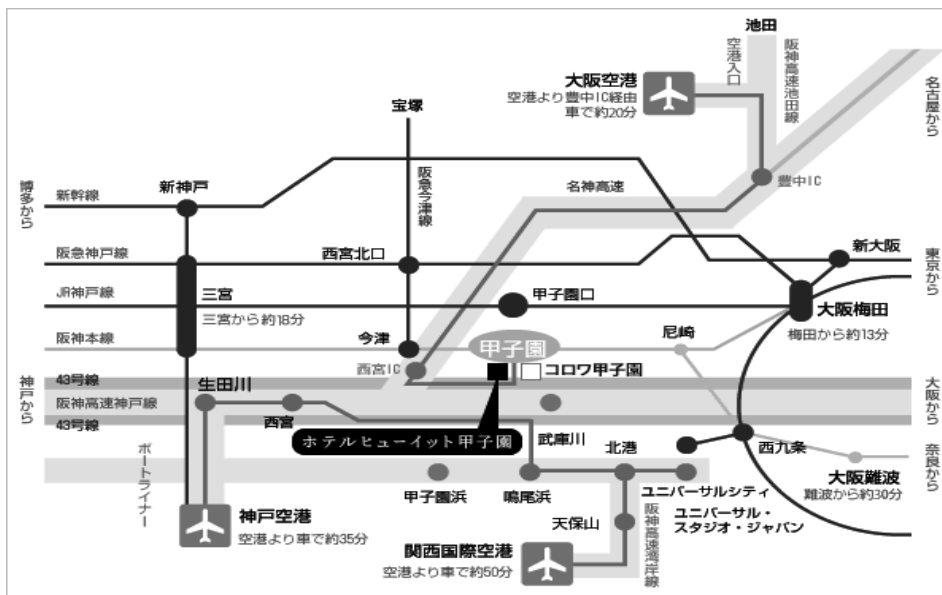 池田
空港入口
阪神高速池田線
大阪空港
空港より豊中IC経由
車で約20分
名古屋から
宝塚
阪急今津線
豊中IC
名神高速
博多から
新幹線
新神戸
阪急神戸線
西宮北口
新大阪
東京から
JR神戸線
三宮
三宮から約18分
甲子園口
大阪梅田
梅田から約13分
阪神本線
今津
甲子園
尼崎
西宮IC
コロワ甲子園
神戸から
43号線
阪神高速神戸線
43号線
生田川
西宮
大阪から
ホテルヒューイット甲子園
武庫川
北港
西九条
奈良から
ポートライナー
甲子園浜
鳴尾浜
ユニバーサルシティ
大阪難波
難波から約30分
神戸空港
空港より車で約35分
天保山
阪神高速湾岸線
ユニバーサル・
スタジオ・ジャパン
関西国際空港
空港より車で約50分